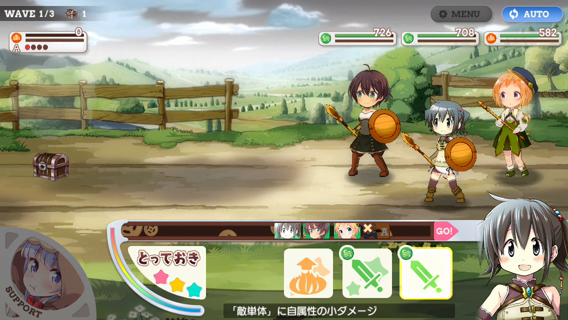 WAVE 1/3 1
MENU
AUTO
0
A
726
708
582
GO!
とっておき
SUPPORT
「敵単体」に自属性の小ダメージ